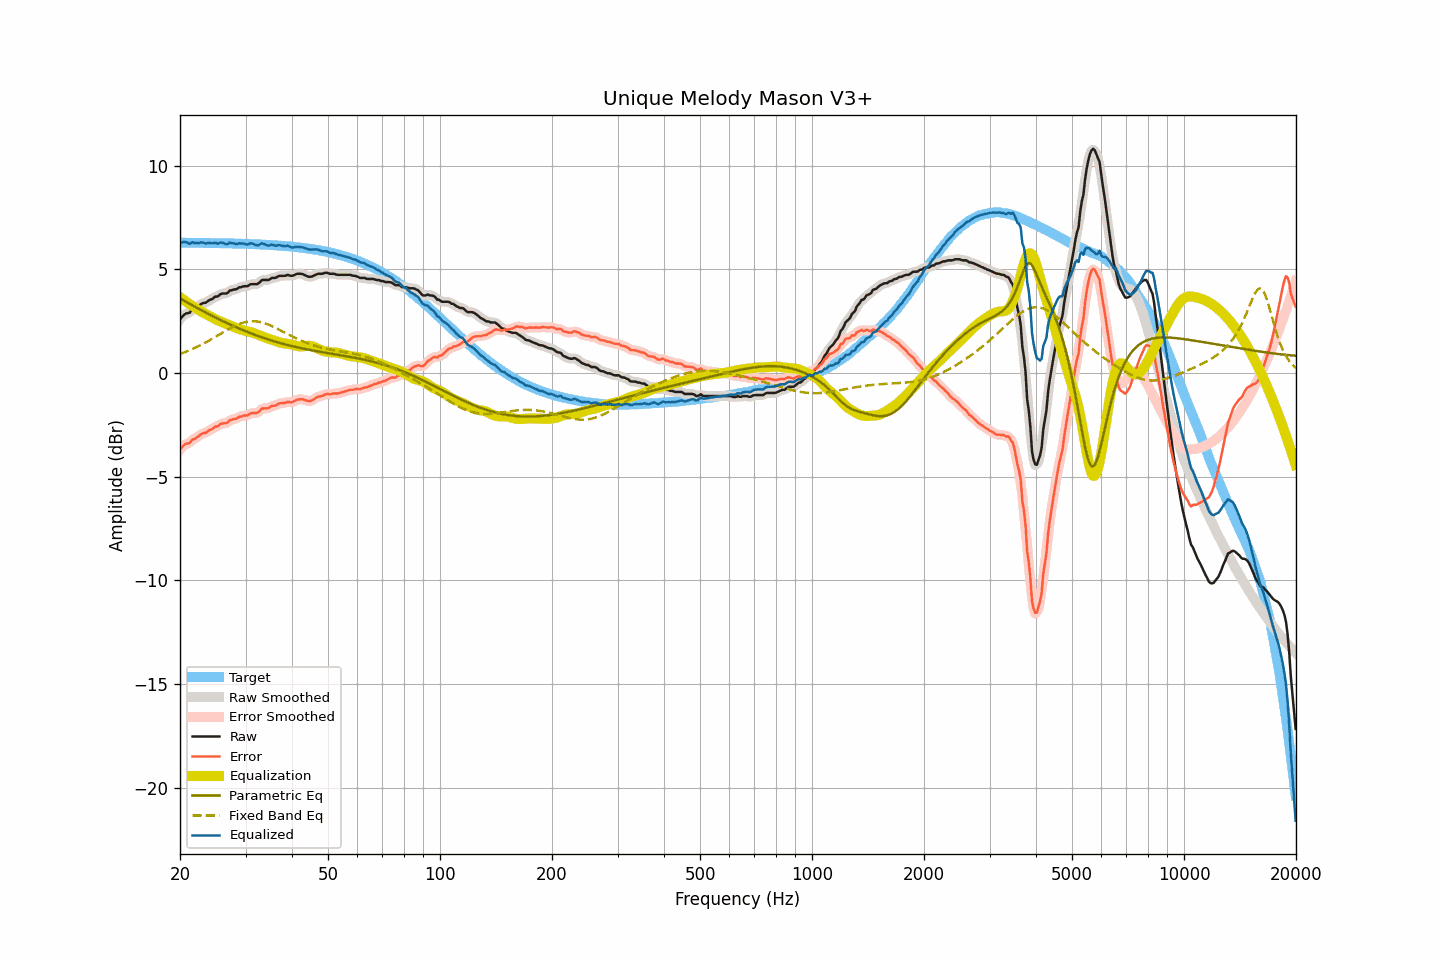 Unique Melody Mason V3+
Amplitude (dBr)
10
5
0
−5
−10
−15
−20
Target
Raw Smoothed
Error Smoothed
Raw
Error
Equalization
Parametric Eq
Fixed Band Eq
Equalized
20 50 100 200 500 1000 2000 5000 10000 20000
Frequency (Hz)